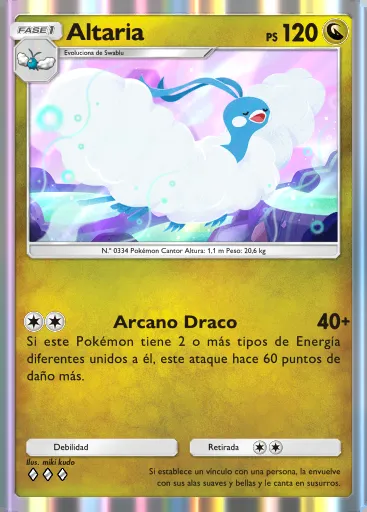 FASE 1
Altaria
PS 120
Evoluciona de Swablu
N.º 0334 Pokémon Cantor Altura: 1,1 m Peso: 20,6 kg
Arcano Draco 40+
Si este Pokémon tiene 2 o más tipos de Energía
diferentes unidos a él, este ataque hace 60 puntos de
daño más.
Debilidad
Retirada
Ilus. miki kudo
Si establece un vínculo con una persona, la envuelve
con sus alas suaves y bellas y le canta en susurros.